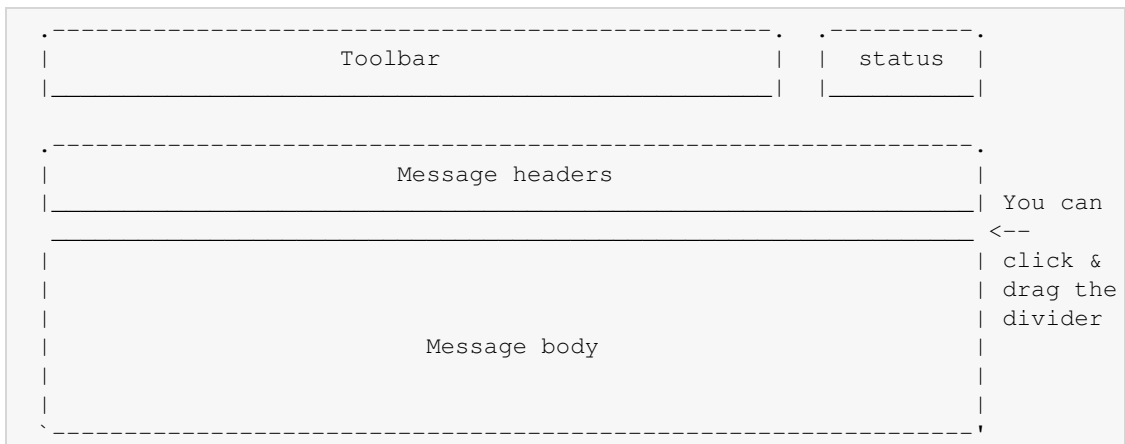 Toolbar status
Message headers
You can
<--
click &
drag the
divider
Message body